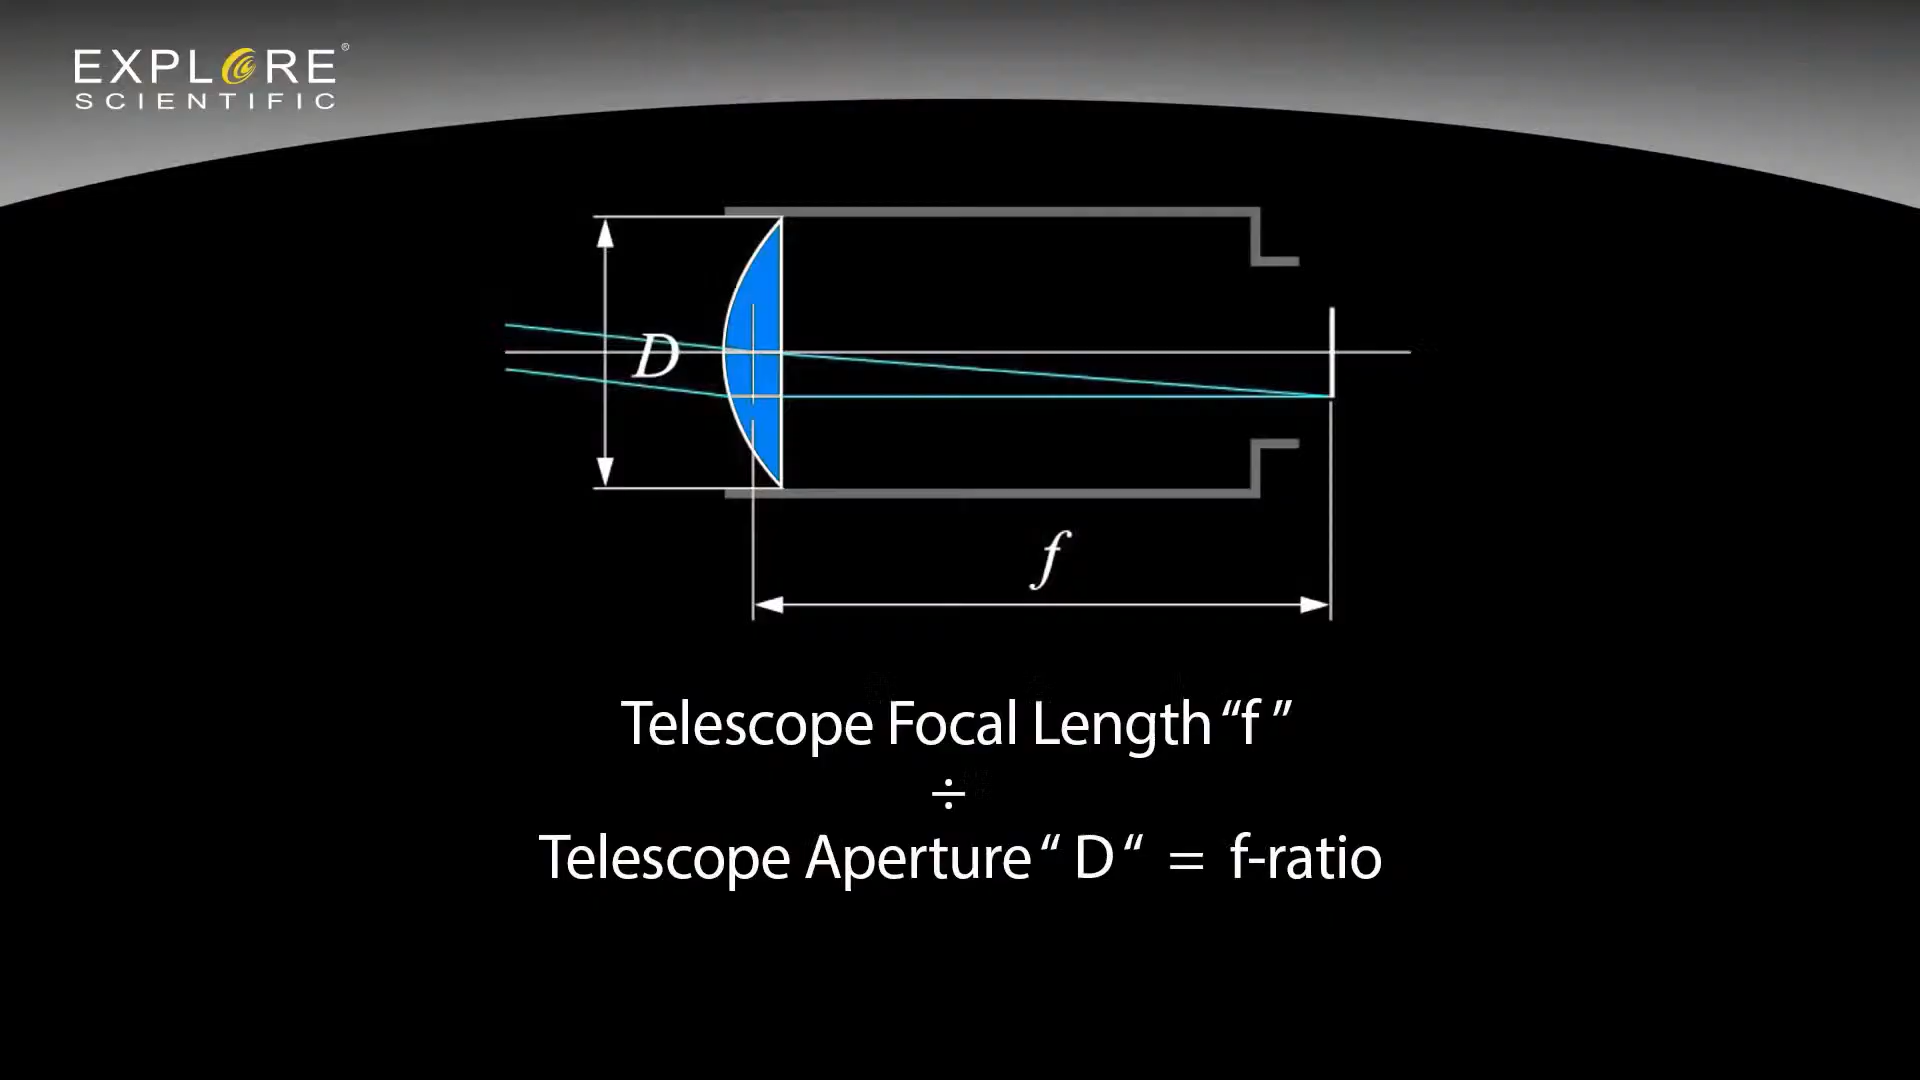 EXPLORE®
SCIENTIFIC
D
f
Telescope Focal Length “f ”
÷
Telescope Aperture “ D “ = f-ratio